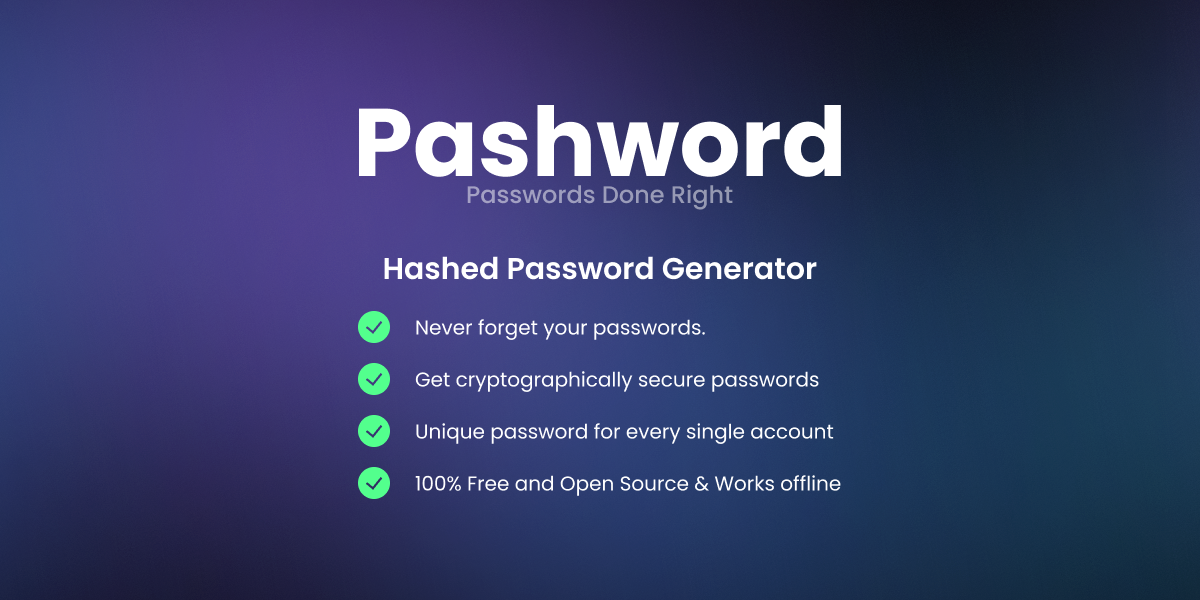 Pashword
Passwords Done Right
Hashed Password Generator
Never forget your passwords.
Get cryptographically secure passwords
Unique password for every single account
100% Free and Open Source & Works offline